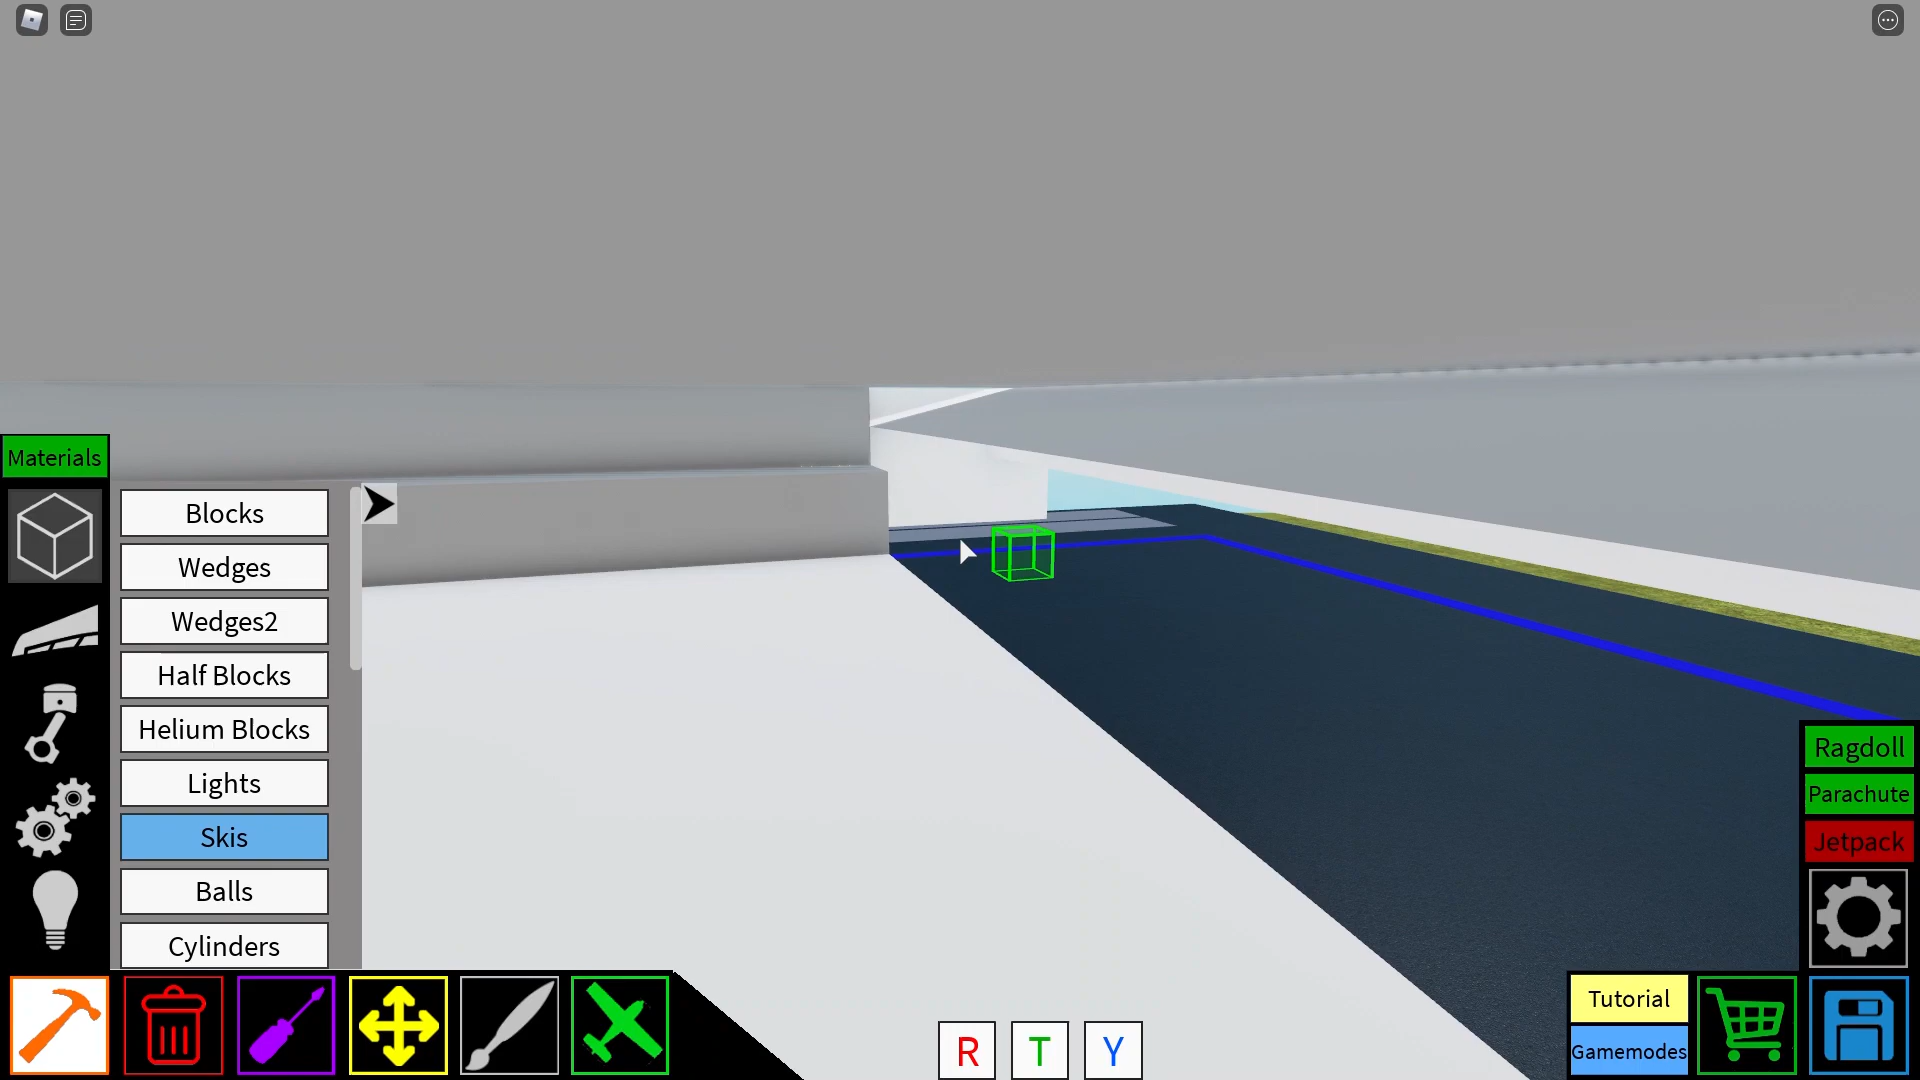 Materials
Blocks
Wedges
Wedges2
Half Blocks
Helium Blocks
Lights
Skis
Balls
Cylinders
Ragdoll
Parachute
Jetpack
Tutorial
Gamemodes
R T Y